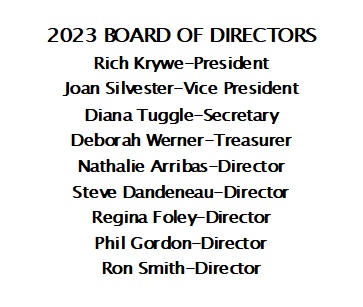 2023 BOARD OF DIRECTORS
Rich Krywe-President
Joan Silvester-Vice President
Diana Tuggle-Secretary
Deborah Werner-Treasurer
Nathalie Arribas-Director
Steve Dandeneau-Director
Regina Foley-Director
Phil Gordon-Director
Ron Smith-Director